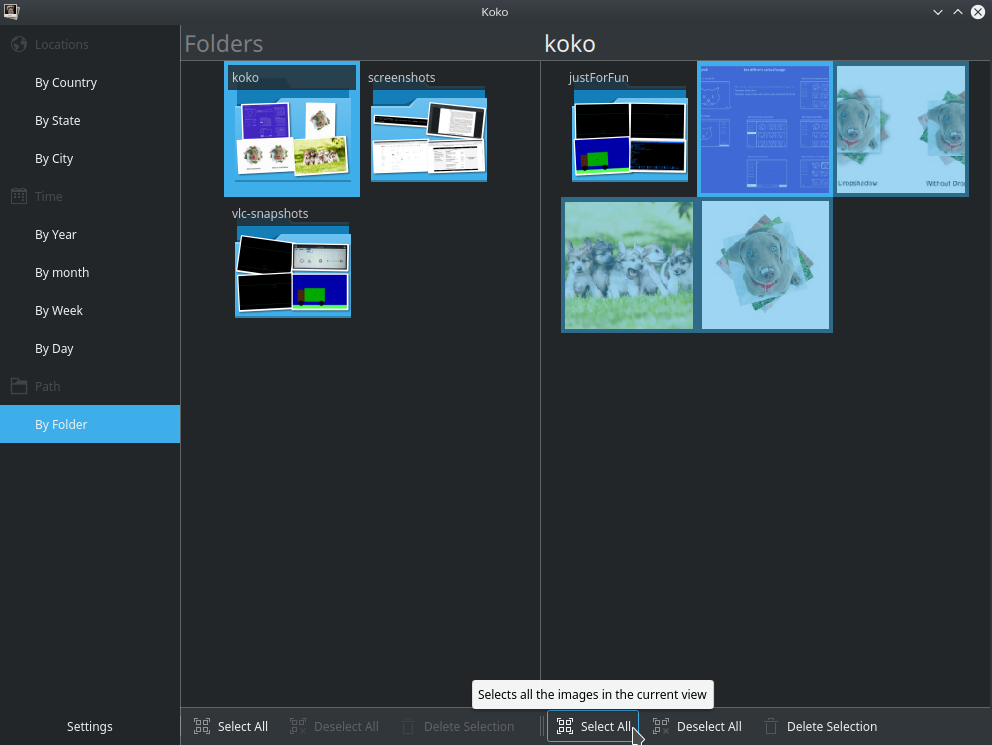 Koko
Locations
By Country
By State
By City
Time
By Year
By month
By Week
By Day
Path
By Folder
Settings
Folders
koko
screenshots
vlc-snapshots
koko
justForFun
Dropshadow
Without Dro
Selects all the images in the current view
Select All
Deselect All
Delete Selection
Select All
Deselect All
Delete Selection